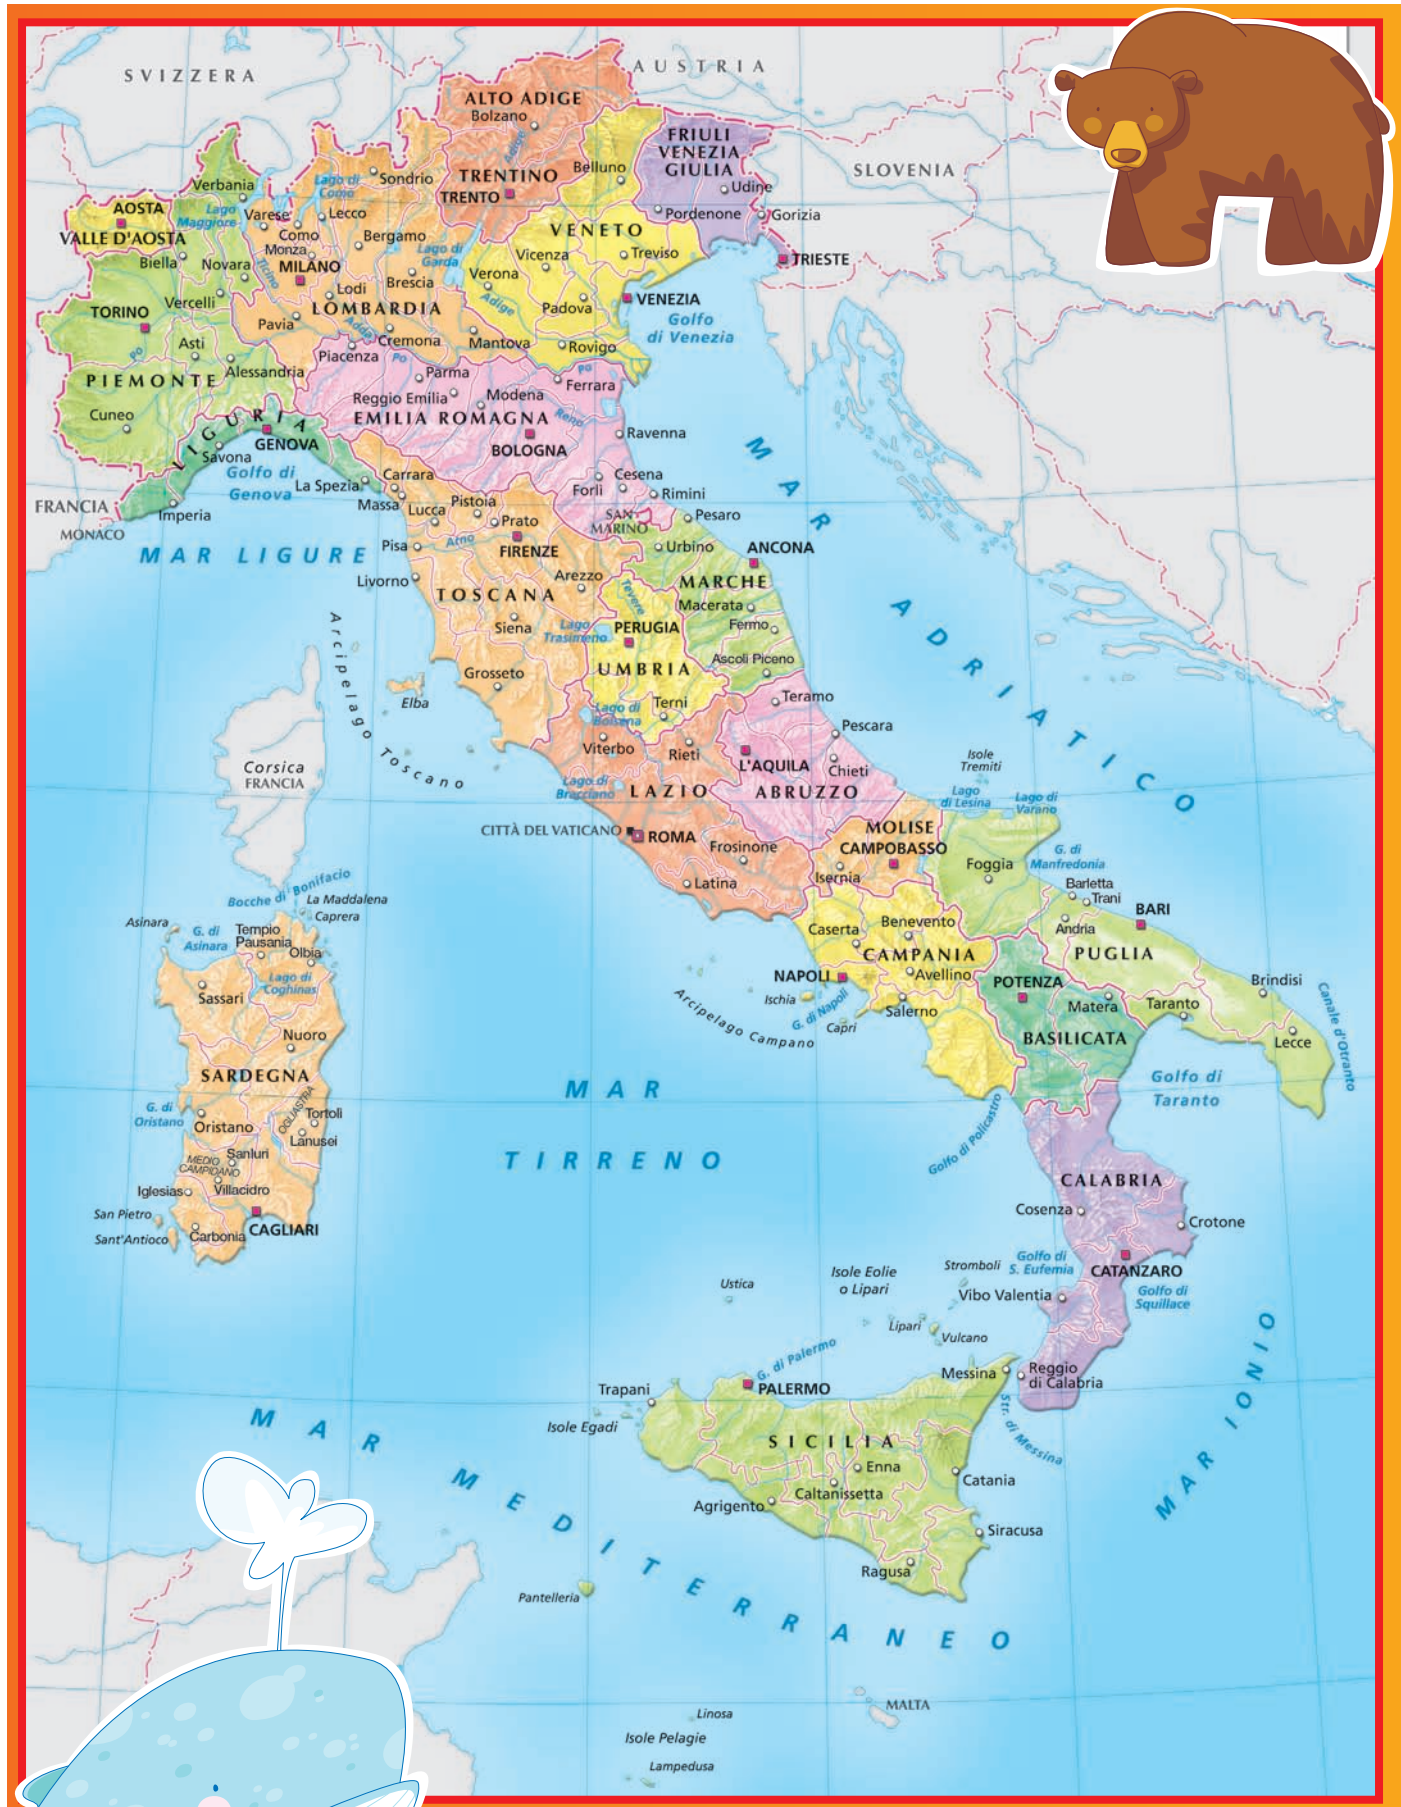 SVIZZERA
AUSTRIA
SLOVENIA
FRANCIA
MONACO
ALTO ADIGE
Bolzano
Adige
TRENTINO
TRENTO
FRIULI
VENEZIA
GIULIA
Udine
Pordenone
Gorizia
TRIESTE
Belluno
VENETO
Vicenza
Treviso
Verona
Adige
Padova
VENEZIA
Rovigo
Golfo
di Venezia
Verbania
AOSTA
VALLE D'AOSTA
Lago
Maggiore
Biella
Novara
Vercelli
TORINO
Po
Asti
Alessandria
PIEMONTE
Cuneo
Sondrio
Lago di
Como
Varese
Lecco
Como
Monza
Bergamo
Lago di
Garda
MILANO
Ticino
Lodi
Brescia
LOMBARDIA
Pavia
Adda
Cremona
Mantova
Piacenza
Po
Parma
Po
Ferrara
Reggio Emilia
Modena
EMILIA ROMAGNA
Reno
BOLOGNA
Ravenna
Cesena
Forlì
Rimini
SAN
MARINO
LIGURIA
GENOVA
Savona
Golfo di
Genova
La Spezia
Imperia
MAR LIGURE
Carrara
Massa
Lucca
Pistoia
Prato
Pisa
Arno
FIRENZE
Livorno
Arezzo
TOSCANA
Siena
Grosseto
Elba
Arcipelago Toscano
Pesaro
Urbino
ANCONA
MARCHE
Macerata
Fermo
Ascoli Piceno
Tevere
Lago
Trasimeno
PERUGIA
UMBRIA
Terni
Lago di
Bolsena
Viterbo
Rieti
Lago di
Bracciano
LAZIO
CITTÀ DEL VATICANO
ROMA
Frosinone
Latina
Teramo
Pescara
L'AQUILA
Chieti
ABRUZZO
MOLISE
CAMPOBASSO
Isernia
Isole
Tremiti
Lago
di Lesina
Lago di
Varano
Foggia
G. di
Manfredonia
Barletta
Trani
Andria
BARI
PUGLIA
Brindisi
Taranto
Lecce
Canale d'Otranto
Golfo di
Taranto
Benevento
Caserta
CAMPANIA
NAPOLI
Avellino
Ischia
G. di Napoli
Capri
Salerno
Arcipelago Campano
POTENZA
Matera
BASILICATA
Golfo di Policastro
CALABRIA
Cosenza
Crotone
Golfo di
S. Eufemia
CATANZARO
Golfo di
Squillace
Vibo Valentia
Reggio
di Calabria
Str. di Messina
Corsica
FRANCIA
Bocche di Bonifacio
La Maddalena
Caprera
Asinara
G. di
Asinara
Tempio
Pausania
Olbia
Lago di
Coghinas
Sassari
Nuoro
SARDEGNA
G. di
Oristano
Oristano
OGLIASTRA
Tortolì
Lanusei
Sanluri
MEDIO
CAMPIDANO
Iglesias
Villacidro
San Pietro
Sant'Antioco
Carbonia
CAGLIARI
MAR
TIRRENO
MAR ADRIATICO
MAR IONIO
MAR MEDITERRANEO
Ustica
Isole Eolie
o Lipari
Stromboli
Lipari
Vulcano
G. di Palermo
Trapani
PALERMO
Messina
Isole Egadi
SICILIA
Enna
Caltanissetta
Catania
Agrigento
Siracusa
Ragusa
Pantelleria
MALTA
Linosa
Isole Pelagie
Lampedusa